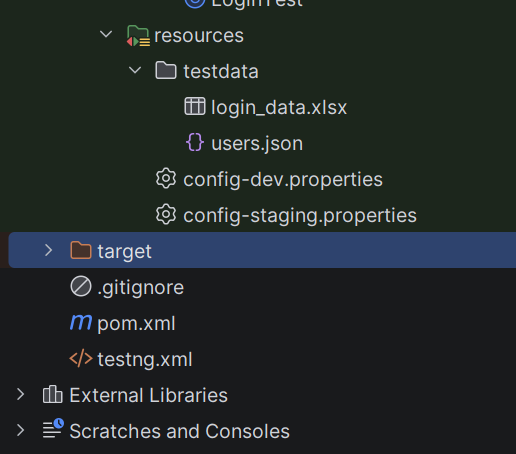 LoginTest
resources
testdata
login_data.xlsx
users.json
config-dev.properties
config-staging.properties
target
.gitignore
pom.xml
testng.xml
External Libraries
Scratches and Consoles